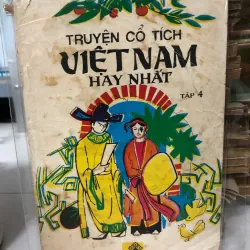 TRUYỆN CỔ TÍCH
VIỆT NAM
HAY NHẤT
TẬP 4